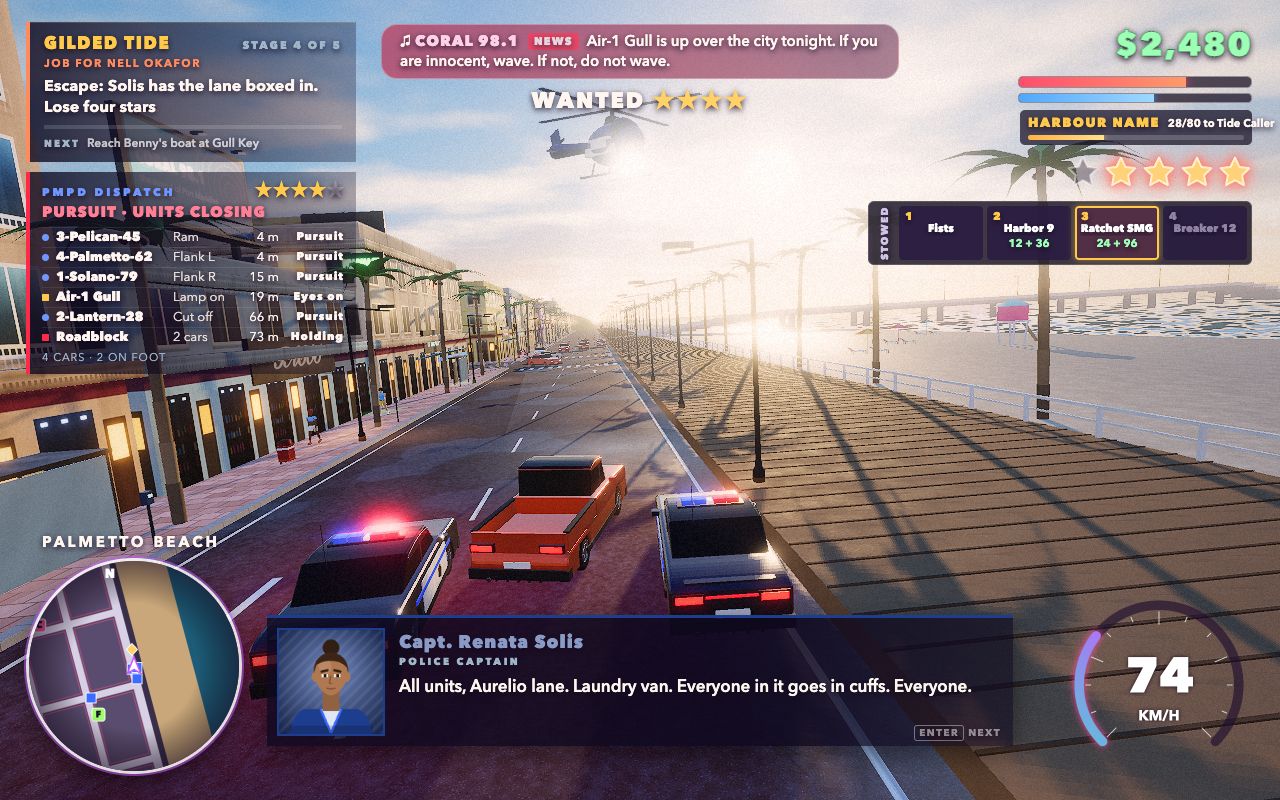 GILDED TIDE STAGE 4 OF 5
JOB FOR NELL OKAFOR
Escape: Solis has the lane boxed in.
Lose four stars
NEXT Reach Benny's boat at Gull Key
PMPD DISPATCH
PURSUIT · UNITS CLOSING
3-Pelican-45 Ram 4 m Pursuit
4-Palmetto-62 Flank L 4 m Pursuit
1-Solano-79 Flank R 15 m Pursuit
Air-1 Gull Lamp on 19 m Eyes on
2-Lantern-28 Cut off 66 m Pursuit
Roadblock 2 cars 73 m Holding
4 CARS · 2 ON FOOT
♫ CORAL 98.1 NEWS Air-1 Gull is up over the city tonight. If you
are innocent, wave. If not, do not wave.
WANTED
$2,480
HARBOUR NAME 28/80 to Tide Caller
STOWED
1 Fists
2 Harbor 9 12 + 36
3 Ratchet SMG 24 + 96
4 Breaker 12
PALMETTO BEACH
N
F
Capt. Renata Solis
POLICE CAPTAIN
All units, Aurelio lane. Laundry van. Everyone in it goes in cuffs. Everyone.
ENTER NEXT
74
KM/H